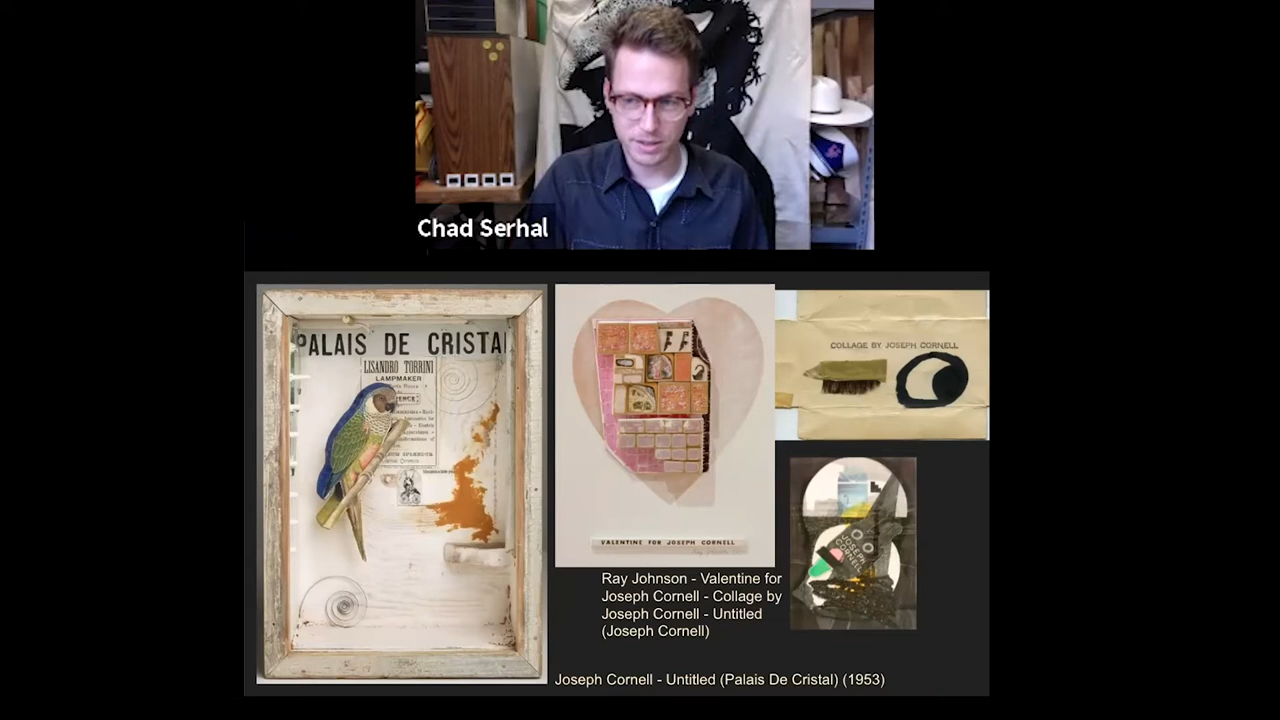 Chad Serhal
PALAIS DE CRISTAL
LISANDRO TORRINI
LAMPMAKER
VALENTINE FOR JOSEPH CORNELL
COLLAGE BY JOSEPH CORNELL
JOSEPH
CORNELL
Ray Johnson - Valentine for
Joseph Cornell - Collage by
Joseph Cornell - Untitled
(Joseph Cornell)
Joseph Cornell - Untitled (Palais De Cristal) (1953)